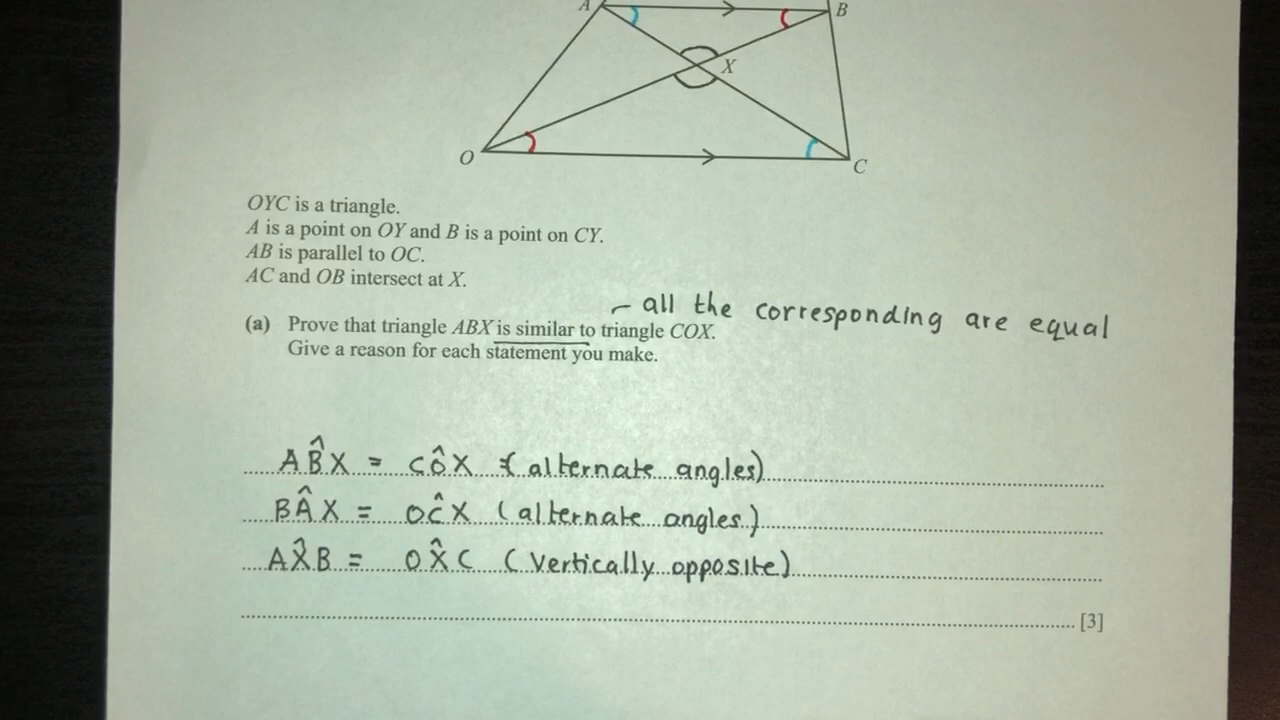 A B
X
O C
OYC is a triangle.
A is a point on OY and B is a point on CY.
AB is parallel to OC.
AC and OB intersect at X.
– all the corresponding are equal
(a) Prove that triangle ABX is similar to triangle COX.
Give a reason for each statement you make.
AB̂X = CÔX (alternate angles)
BÂX = OĈX (alternate angles)
AX̂B = OX̂C (vertically opposite)
[3]